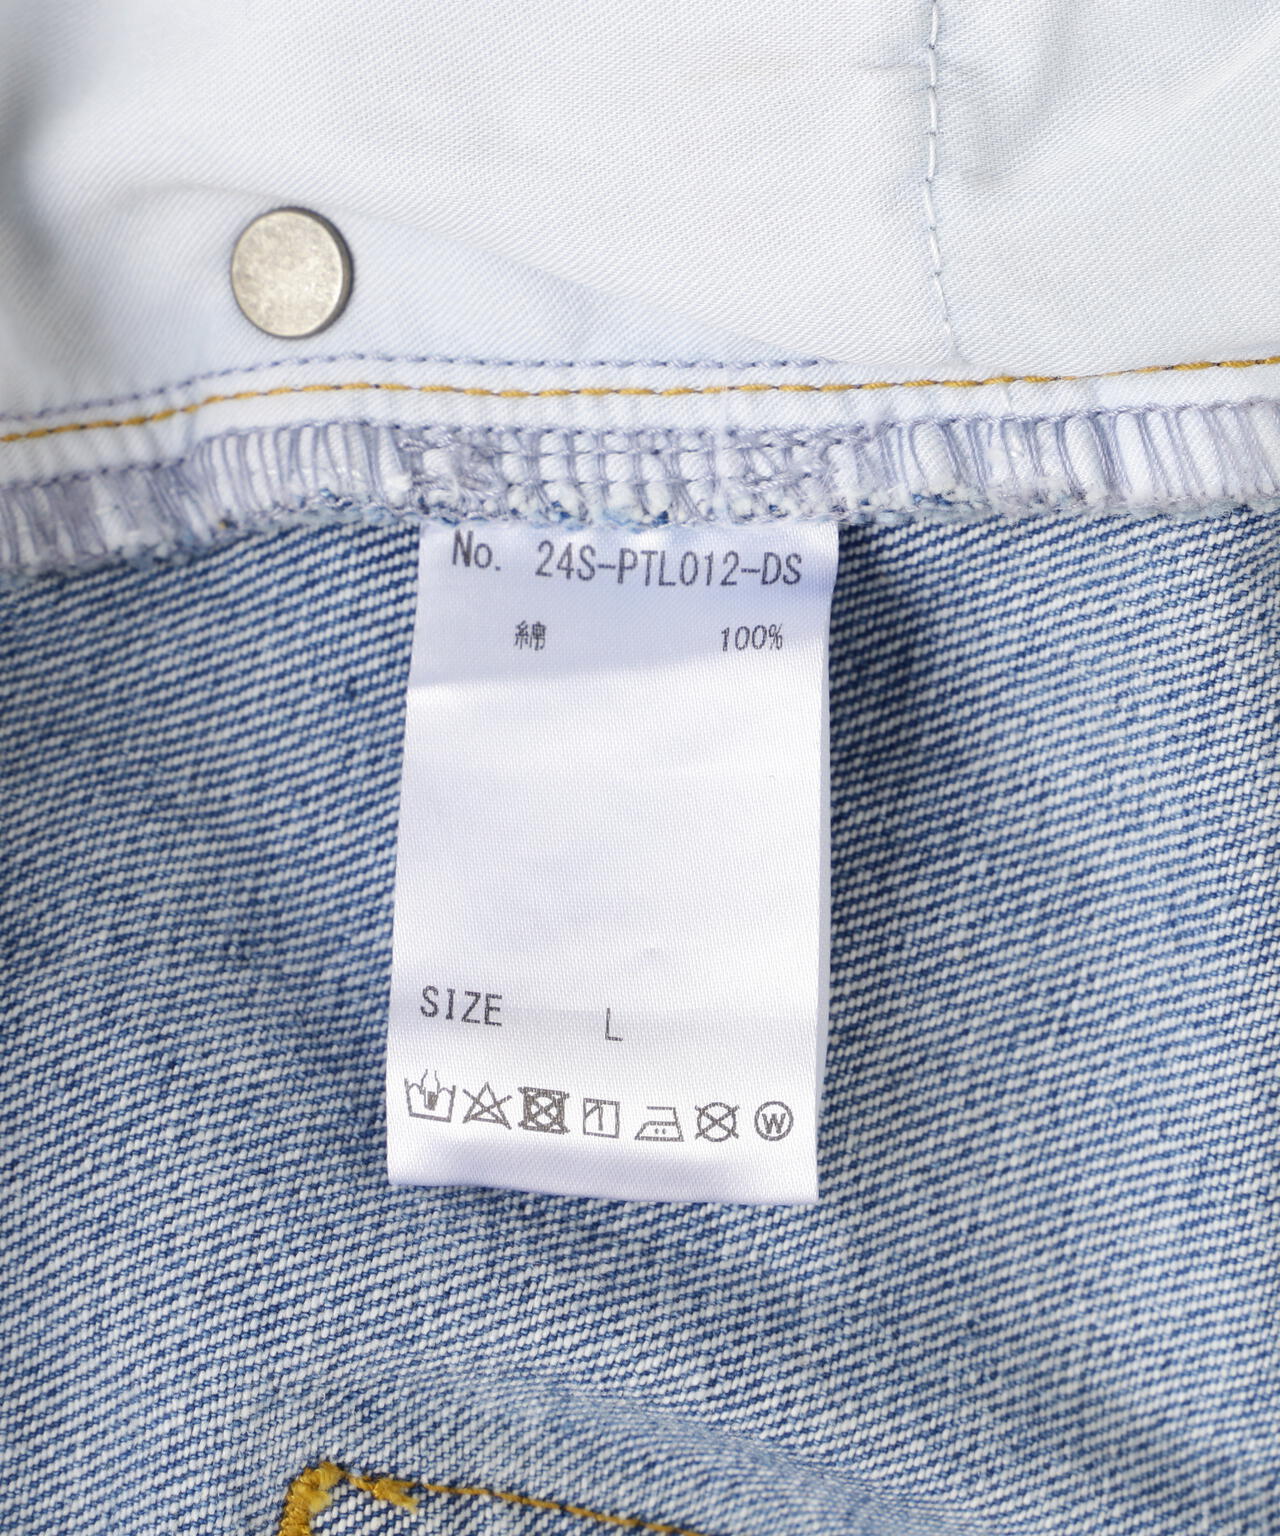 No. 24S-PTL012-DS
綿 100%
SIZE L
W